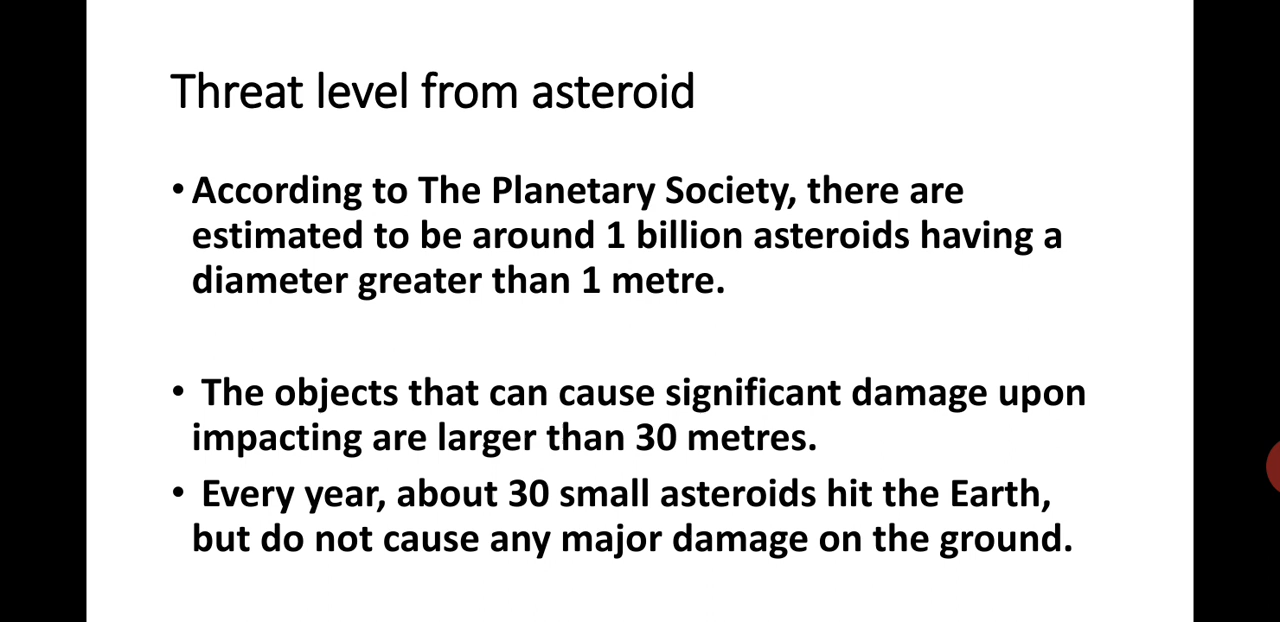 Threat level from asteroid
• According to The Planetary Society, there are
estimated to be around 1 billion asteroids having a
diameter greater than 1 metre.
• The objects that can cause significant damage upon
impacting are larger than 30 metres.
• Every year, about 30 small asteroids hit the Earth,
but do not cause any major damage on the ground.